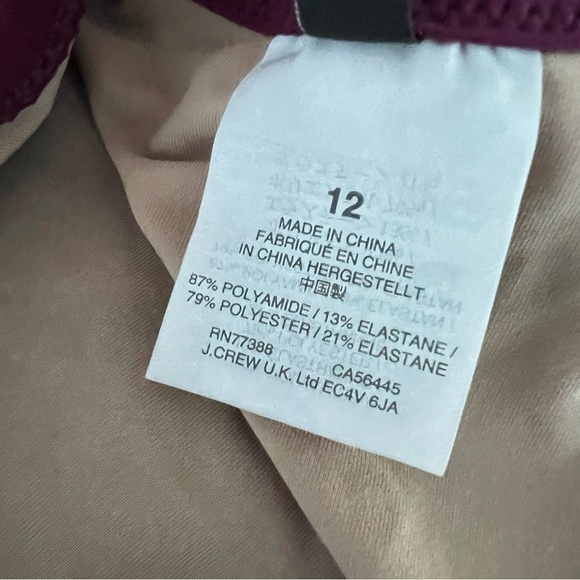 12
MADE IN CHINA
FABRIQUÉ EN CHINE
IN CHINA HERGESTELLT
中国製
87% POLYAMIDE / 13% ELASTANE /
79% POLYESTER / 21% ELASTANE
RN77388 CA56445
J.CREW U.K. Ltd EC4V 6JA